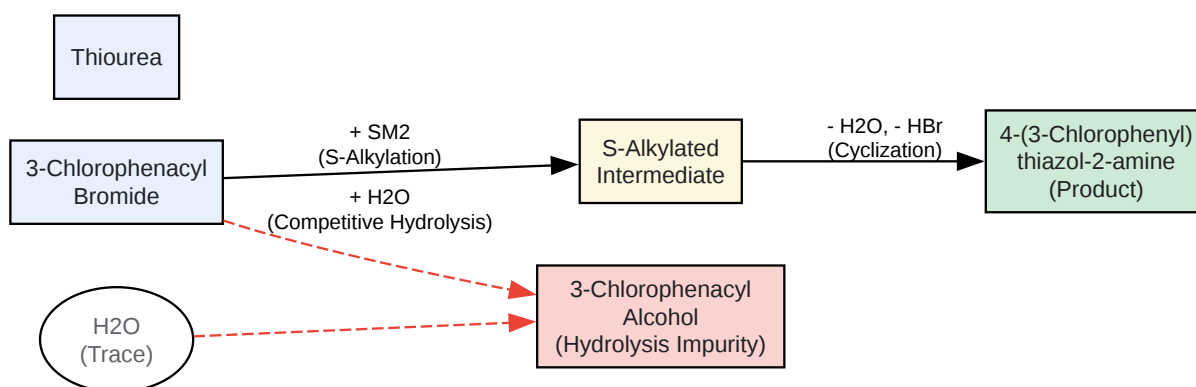 Thiourea
3-Chlorophenacyl
Bromide
+ SM2
(S-Alkylation)
+ H2O
(Competitive Hydrolysis)
S-Alkylated
Intermediate
- H2O, - HBr
(Cyclization)
4-(3-Chlorophenyl)
thiazol-2-amine
(Product)
H2O
(Trace)
3-Chlorophenacyl
Alcohol
(Hydrolysis Impurity)